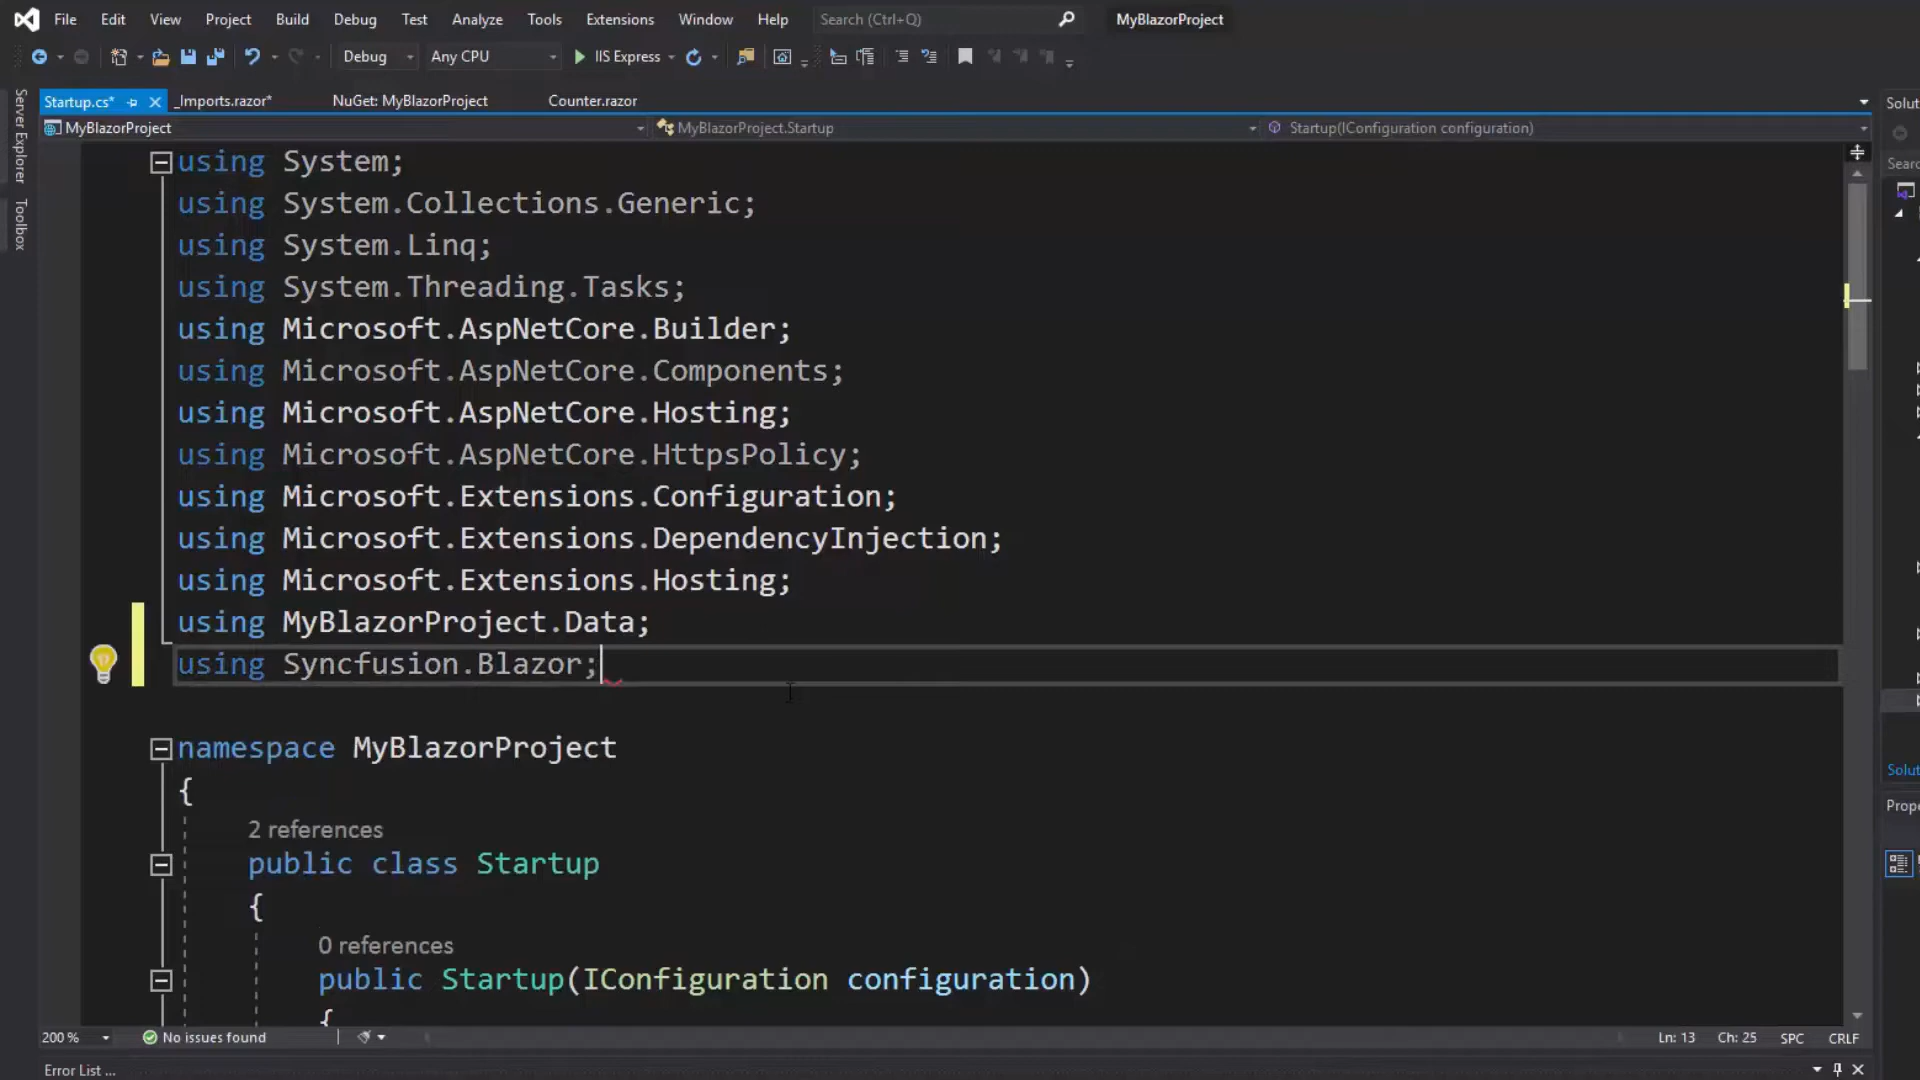 File Edit View Project Build Debug Test Analyze Tools Extensions Window Help Search (Ctrl+Q) MyBlazorProject
Debug Any CPU IIS Express
Startup.cs* _Imports.razor* NuGet: MyBlazorProject Counter.razor
MyBlazorProject MyBlazorProject.Startup Startup(IConfiguration configuration)
Server Explorer
Toolbox
using System;
using System.Collections.Generic;
using System.Linq;
using System.Threading.Tasks;
using Microsoft.AspNetCore.Builder;
using Microsoft.AspNetCore.Components;
using Microsoft.AspNetCore.Hosting;
using Microsoft.AspNetCore.HttpsPolicy;
using Microsoft.Extensions.Configuration;
using Microsoft.Extensions.DependencyInjection;
using Microsoft.Extensions.Hosting;
using MyBlazorProject.Data;
using Syncfusion.Blazor;
namespace MyBlazorProject
{
2 references
public class Startup
{
0 references
public Startup(IConfiguration configuration)
{
Solut
Searc
Solut
Prope
200 % No issues found Ln: 13 Ch: 25 SPC CRLF
Error List ...